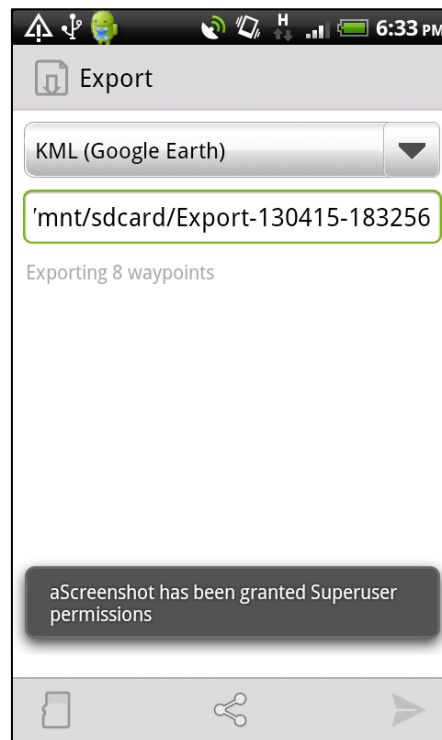 H
6:33 PM
Export
KML (Google Earth)
/mnt/sdcard/Export-130415-183256
Exporting 8 waypoints
aScreenshot has been granted Superuser
permissions